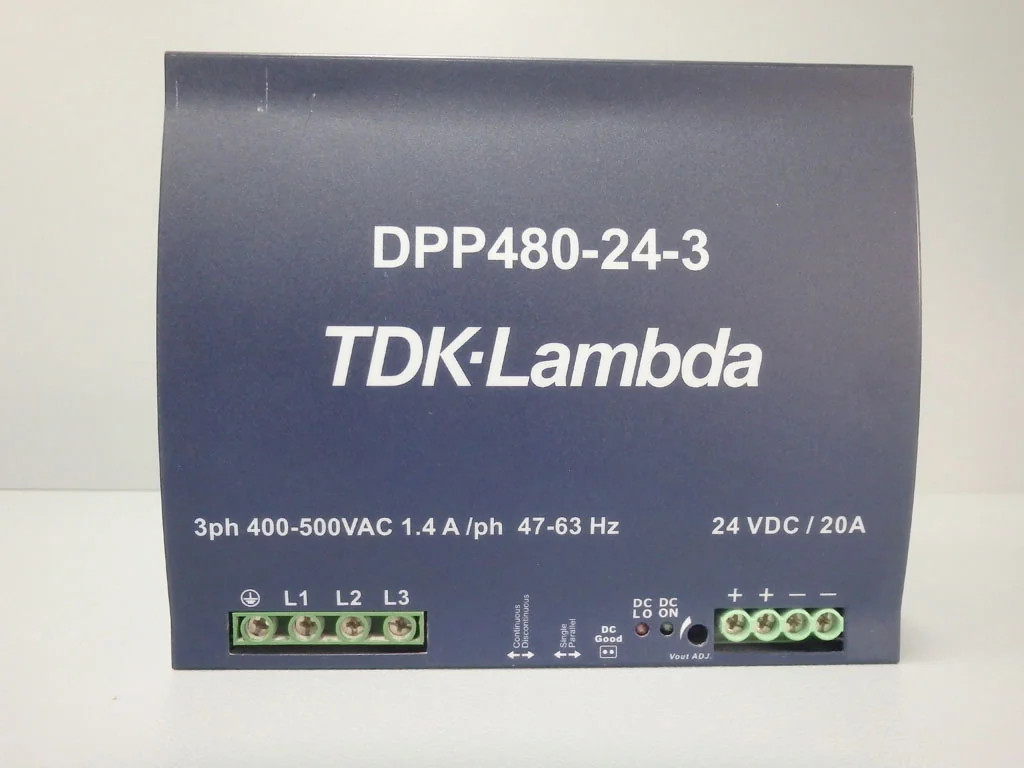 DPP480-24-3
TDK·Lambda
3ph 400-500VAC 1.4 A /ph 47-63 Hz
24 VDC / 20A
L1 L2 L3
Continuous
Discontinuous
Single
Parallel
DC
Good
DC
LO
DC
ON
Vout ADJ.
+ + – –